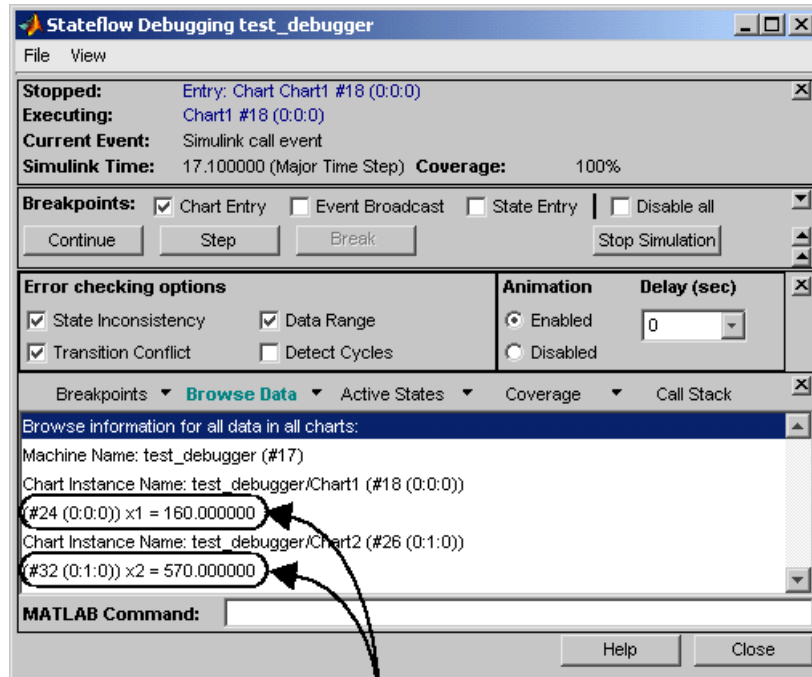 Stateflow Debugging test_debugger
File View
Stopped: Entry: Chart Chart1 #18 (0:0:0)
Executing: Chart1 #18 (0:0:0)
Current Event: Simulink call event
Simulink Time: 17.100000 (Major Time Step) Coverage: 100%
Breakpoints: Chart Entry Event Broadcast State Entry Disable all
Continue Step Break Stop Simulation
Error checking options Animation Delay (sec)
State Inconsistency Data Range Enabled 0
Transition Conflict Detect Cycles Disabled
Breakpoints Browse Data Active States Coverage Call Stack
Browse information for all data in all charts:
Machine Name: test_debugger (#17)
Chart Instance Name: test_debugger/Chart1 (#18 (0:0:0))
(#24 (0:0:0)) x1 = 160.000000
Chart Instance Name: test_debugger/Chart2 (#26 (0:1:0))
(#32 (0:1:0)) x2 = 570.000000
MATLAB Command:
Help Close